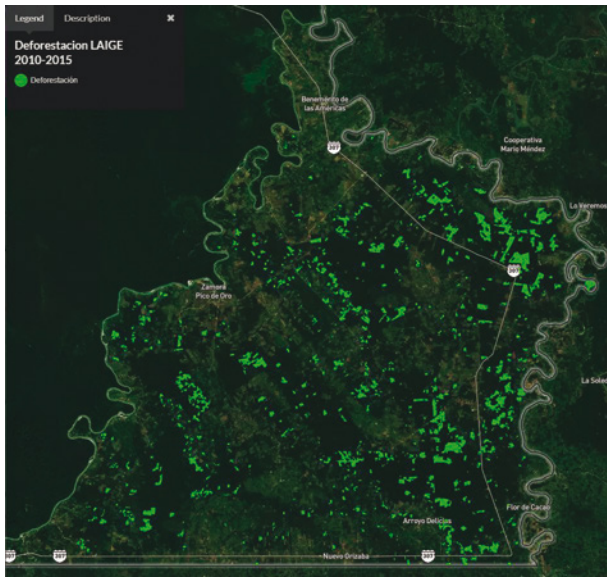 Legend Description ✖
Deforestacion LAIGE
2010-2015
Deforestación
Benemérito de
las Américas
307
Cooperativa
Mario Méndez
La Veremos
307
Zamora
Pico de Oro
La Soled
Flor de Cacao
Arroyo Delicias
307
307
Nuevo Orizaba
307